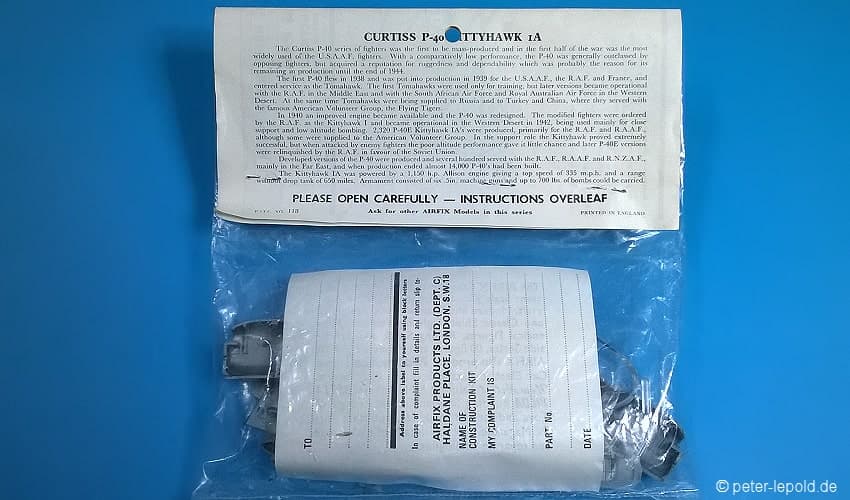 CURTISS P-40 KITTYHAWK 1A
The Curtiss P-40 series of fighters was the first to be mass-produced and in the first half of the war was the most
widely used of the U.S.A.A.F. fighters. With a comparatively low performance, the P-40 was generally outclassed by
opposing fighters, but acquired a reputation for ruggedness and dependability which was probably the reason for its
remaining in production until the end of 1944.
The first P-40 flew in 1938 and was put into production in 1939 for the U.S.A.A.F., the R.A.F. and France, and
entered service as the Tomahawk. The first Tomahawks were used only for training, but later versions became operational
with the R.A.F. in the Middle East and with the South African Air Force and Royal Australian Air Force in the Western
Desert. At the same time Tomahawks were being supplied to Russia and to Turkey and China, where they served with
the famous American Volunteer Group, the Flying Tigers.
In 1940 an improved engine became available and the P-40 was redesigned. The modified fighters were ordered
by the R.A.F. as the Kittyhawk I and became operational in the Western Desert in 1942, being used mainly for close
support and low altitude bombing. 2,320 P-40E Kittyhawk IA's were produced, primarily for the R.A.F. and R.A.A.F.,
although some were supplied to the American Volunteer Group. In the support role the Kittyhawk proved extremely
successful, but when attacked by enemy fighters the poor altitude performance gave it little chance and later P-40E versions
were relinquished by the R.A.F. in favour of the Soviet Union.
Developed versions of the P-40 were produced and several hundred served with the R.A.F., R.A.A.F. and R.N.Z.A.F.,
mainly in the Far East, and when production ended almost 14,000 P-40's had been built.
The Kittyhawk IA was powered by a 1,150 h.p. Allison engine giving a top speed of 335 m.p.h. and a range
without drop tank of 650 miles. Armament consisted of six .5in. machine guns and up to 700 lbs. of bombs could be carried.
PLEASE OPEN CAREFULLY — INSTRUCTIONS OVERLEAF
PATT. NO. 118
Ask for other AIRFIX Models in this series
PRINTED IN ENGLAND
TO
Address above label to yourself using block letters
In case of complaint fill in details and return slip to:
AIRFIX PRODUCTS LTD. (DEPT. C)
HALDANE PLACE, LONDON, S.W.18
NAME OF
CONSTRUCTION KIT
MY COMPLAINT IS
PART No.
DATE
© peter-lepold.de